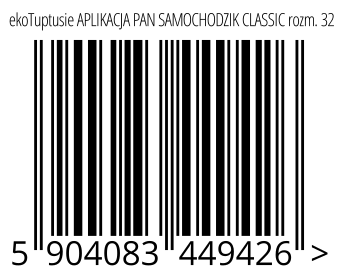 ekoTuptusie APLIKACJA PAN SAMOCHODZIK CLASSIC rozm. 32
5 904083 449426 >